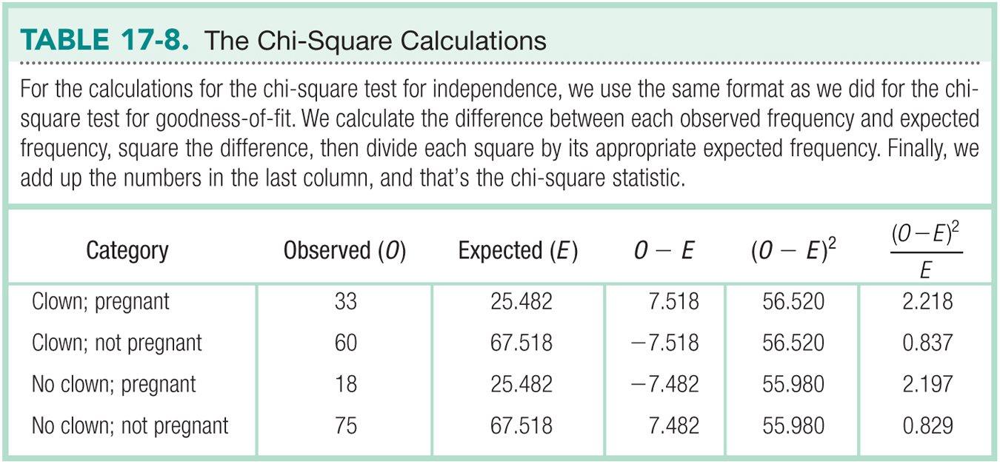 TABLE 17-8. The Chi-Square Calculations
For the calculations for the chi-square test for independence, we use the same format as we did for the chi-
square test for goodness-of-fit. We calculate the difference between each observed frequency and expected
frequency, square the difference, then divide each square by its appropriate expected frequency. Finally, we
add up the numbers in the last column, and that’s the chi-square statistic.
Category Observed (O) Expected (E) O − E (O − E)² (O − E)²/E
Clown; pregnant 33 25.482 7.518 56.520 2.218
Clown; not pregnant 60 67.518 −7.518 56.520 0.837
No clown; pregnant 18 25.482 −7.482 55.980 2.197
No clown; not pregnant 75 67.518 7.482 55.980 0.829